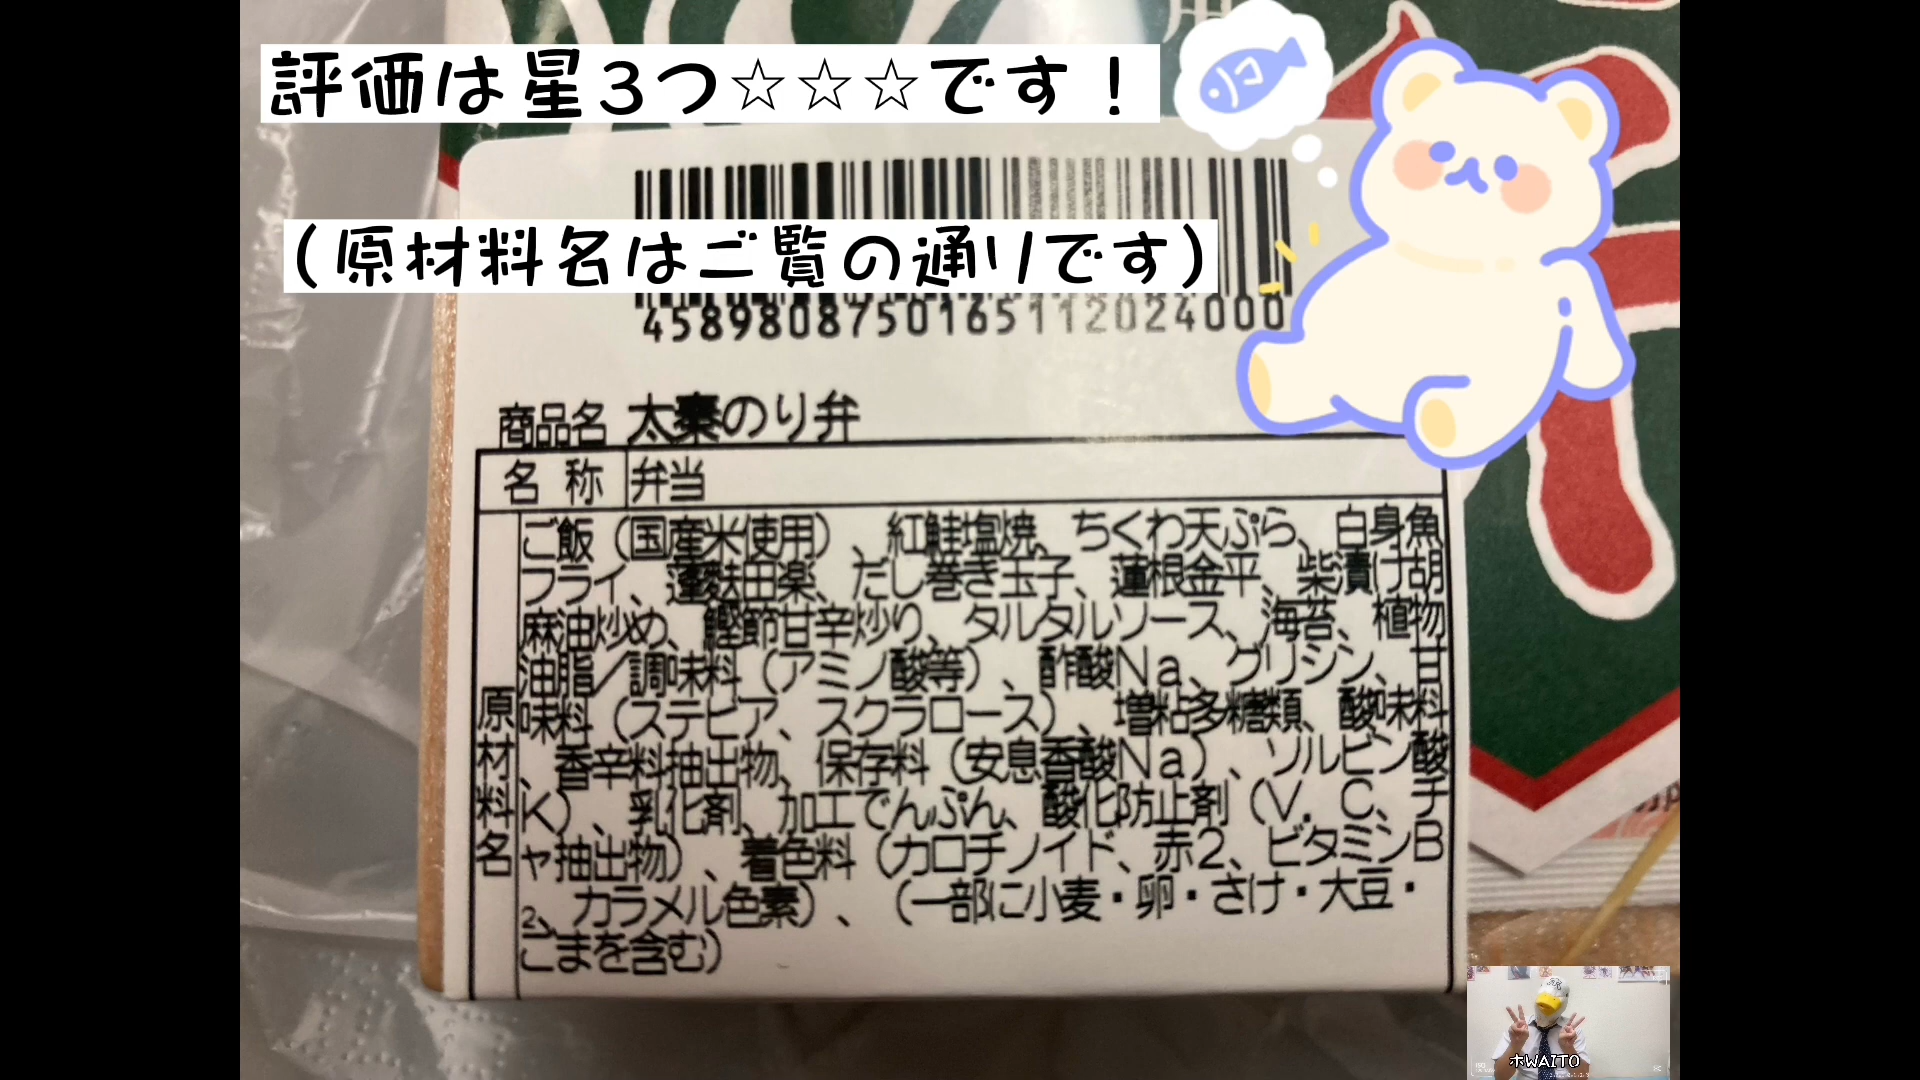 評価は星３つ☆☆☆です！
（原材料名はご覧の通りです）
4589808750165112024000
商品名 太秦のり弁
名称 弁当
原材料名
ご飯（国産米使用）、紅鮭塩焼、ちくわ天ぷら、白身魚
フライ、蓬麩田楽、だし巻き玉子、蓮根金平、柴漬け胡
麻油炒め、鰹節甘辛炒り、タルタルソース、海苔、植物
油脂／調味料（アミノ酸等）、酢酸Ｎａ、グリシン、甘
味料（ステビア、スクラロース）、増粘多糖類、酸味料
、香辛料抽出物、保存料（安息香酸Ｎａ）、ソルビン酸
Ｋ）、乳化剤、加工でんぷん、酸化防止剤（Ｖ．Ｃ、チ
ャ抽出物）、着色料（カロチノイド、赤２、ビタミンＢ
2、カラメル色素）、（一部に小麦・卵・さけ・大豆・
ごまを含む）
ホWAITO